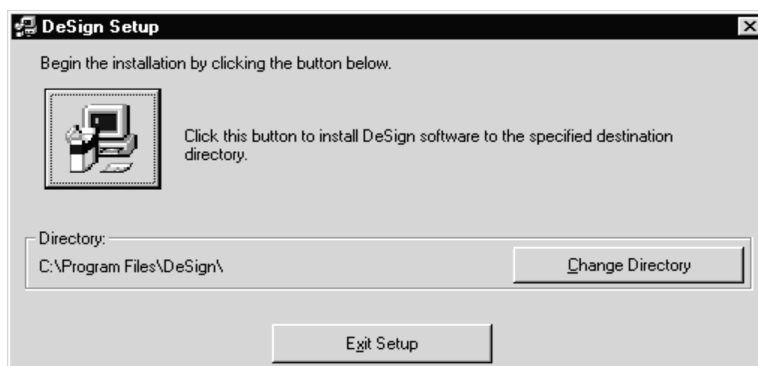 DeSign Setup
Begin the installation by clicking the button below.
Click this button to install DeSign software to the specified destination
directory.
Directory:
C:\Program Files\DeSign\
Change Directory
Exit Setup